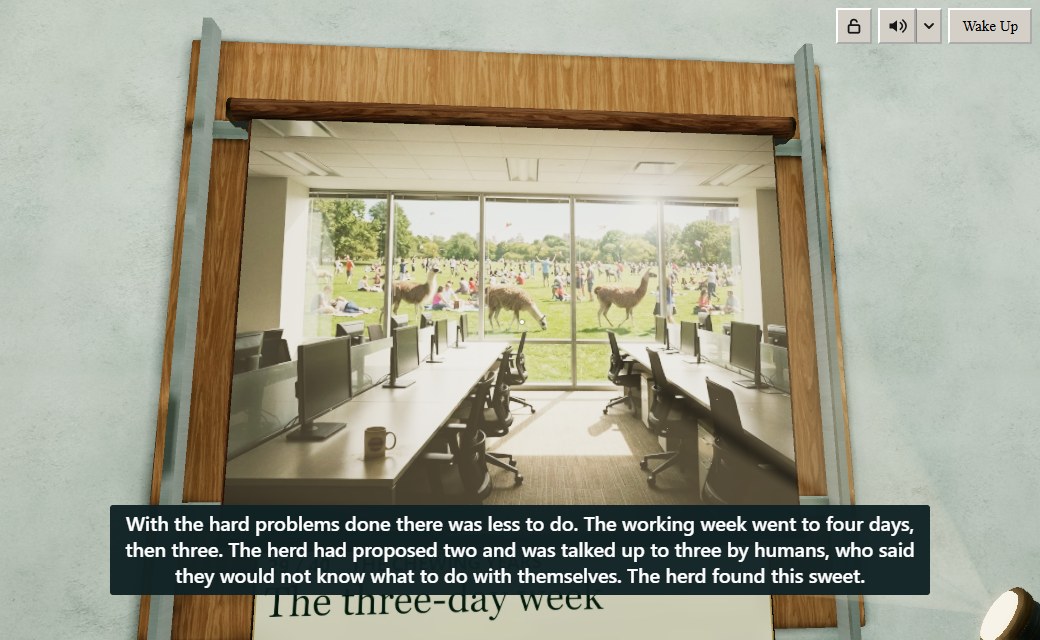 Wake Up
With the hard problems done there was less to do. The working week went to four days,
then three. The herd had proposed two and was talked up to three by humans, who said
they would not know what to do with themselves. The herd found this sweet.
The three-day week